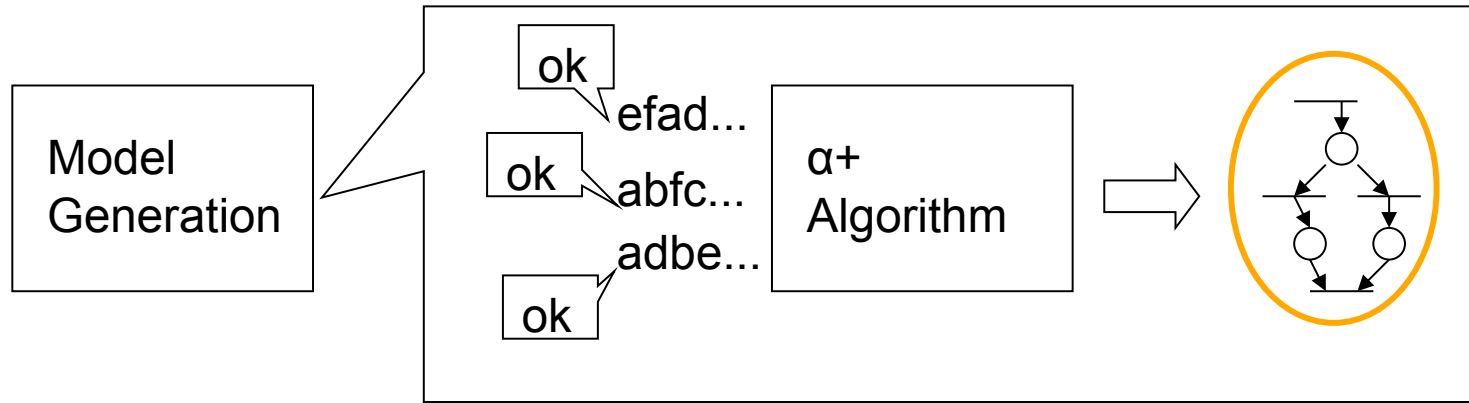 Model
Generation
ok
efad...
ok
abfc...
adbe...
ok
α+
Algorithm